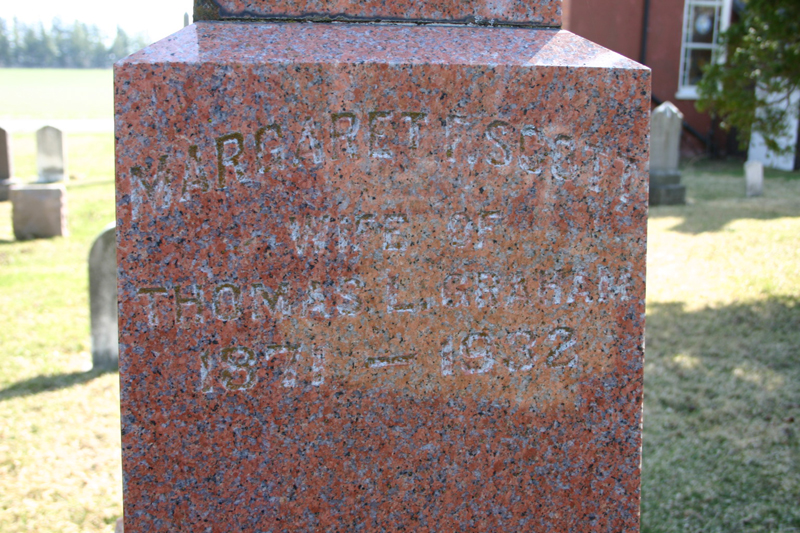 MARGARET F. SCOTT
WIFE OF
THOMAS L. GRAHAM
1871 – 1932